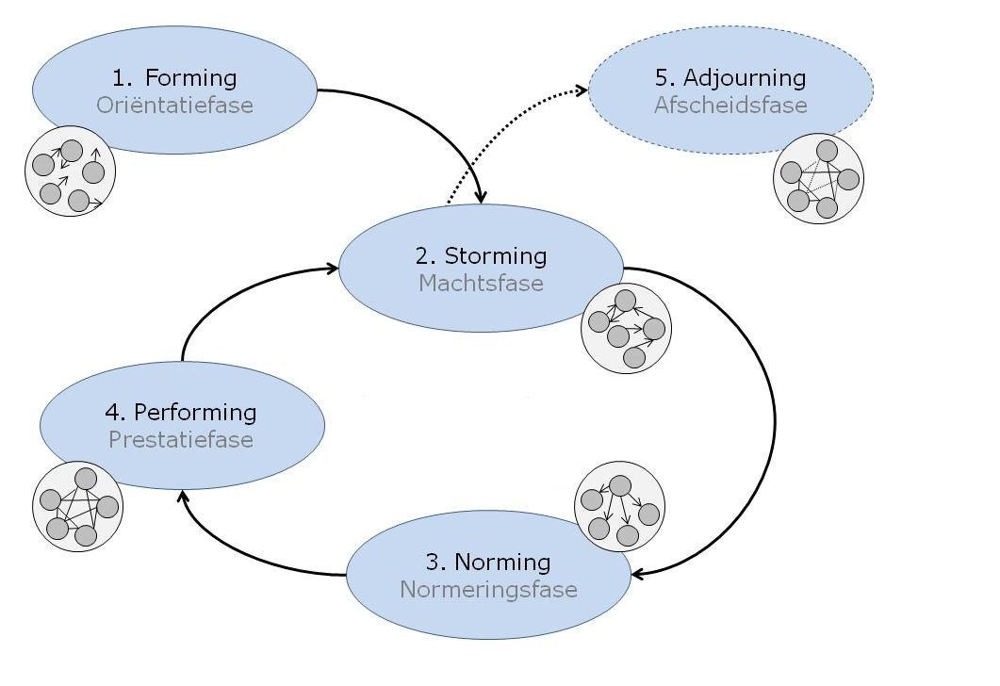 1. Forming
Oriëntatiefase
5. Adjourning
Afscheidsfase
2. Storming
Machtsfase
4. Performing
Prestatiefase
3. Norming
Normeringsfase